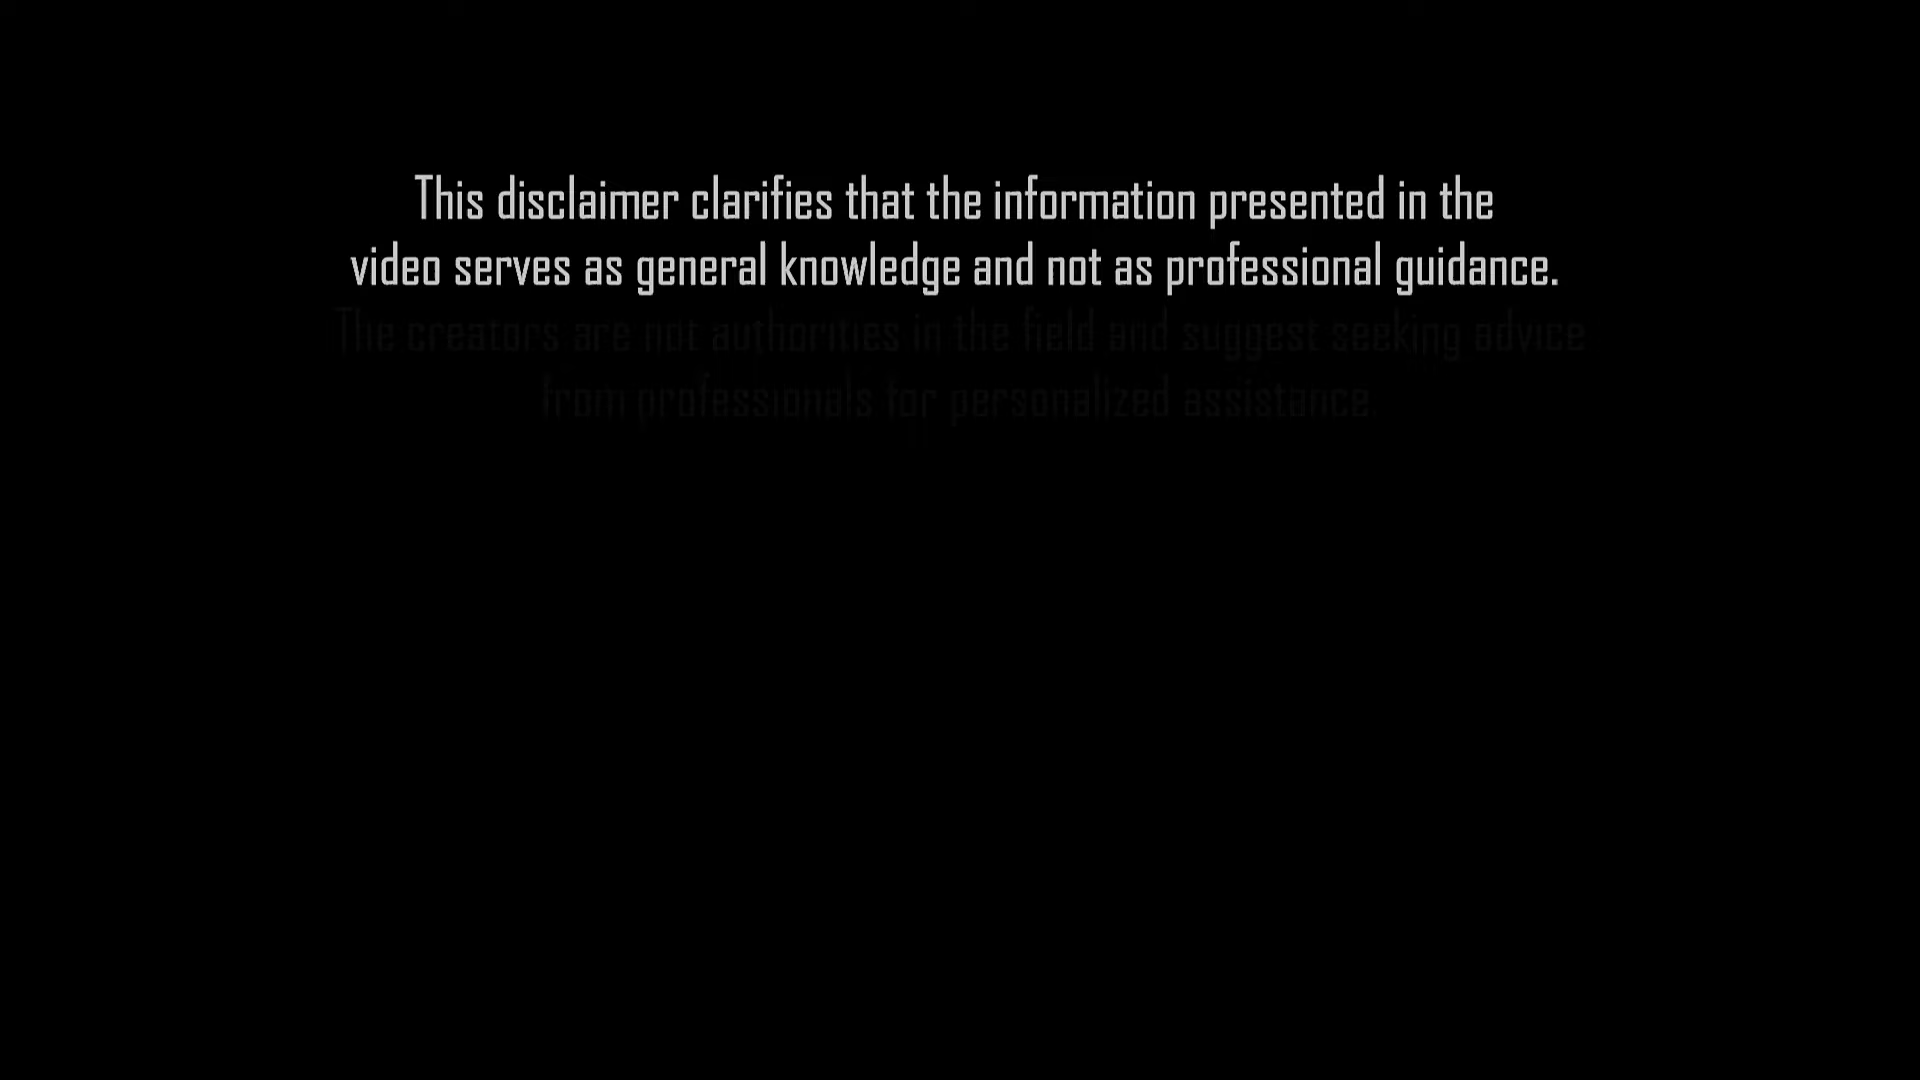 This disclaimer clarifies that the information presented in the
video serves as general knowledge and not as professional guidance.
The creators are not authorities in the field and suggest seeking advice
from professionals for personalized assistance.